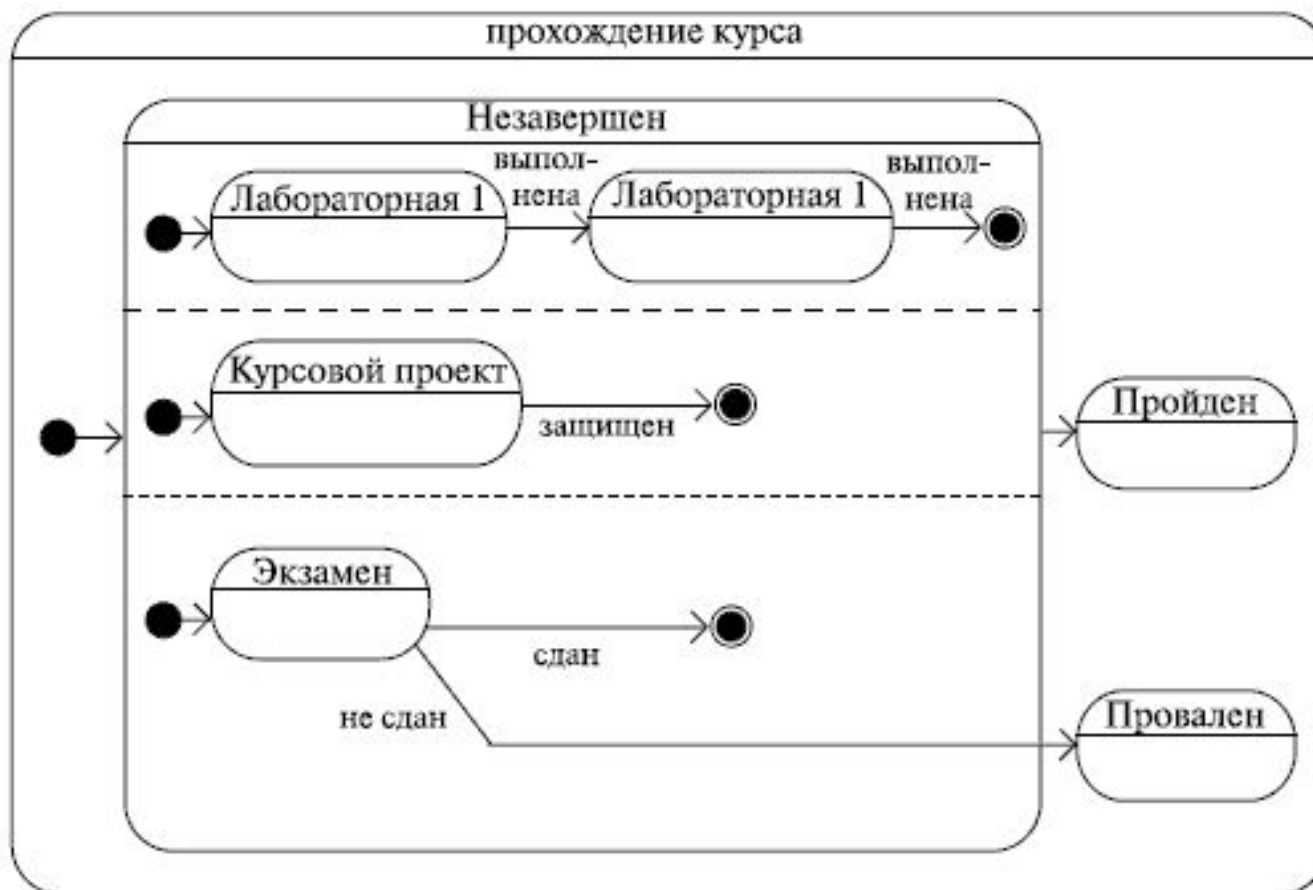 прохождение курса
Незавершен
выпол-
нена
выпол-
нена
Лабораторная 1
Лабораторная 1
Курсовой проект
защищен
Пройден
Экзамен
сдан
не сдан
Провален